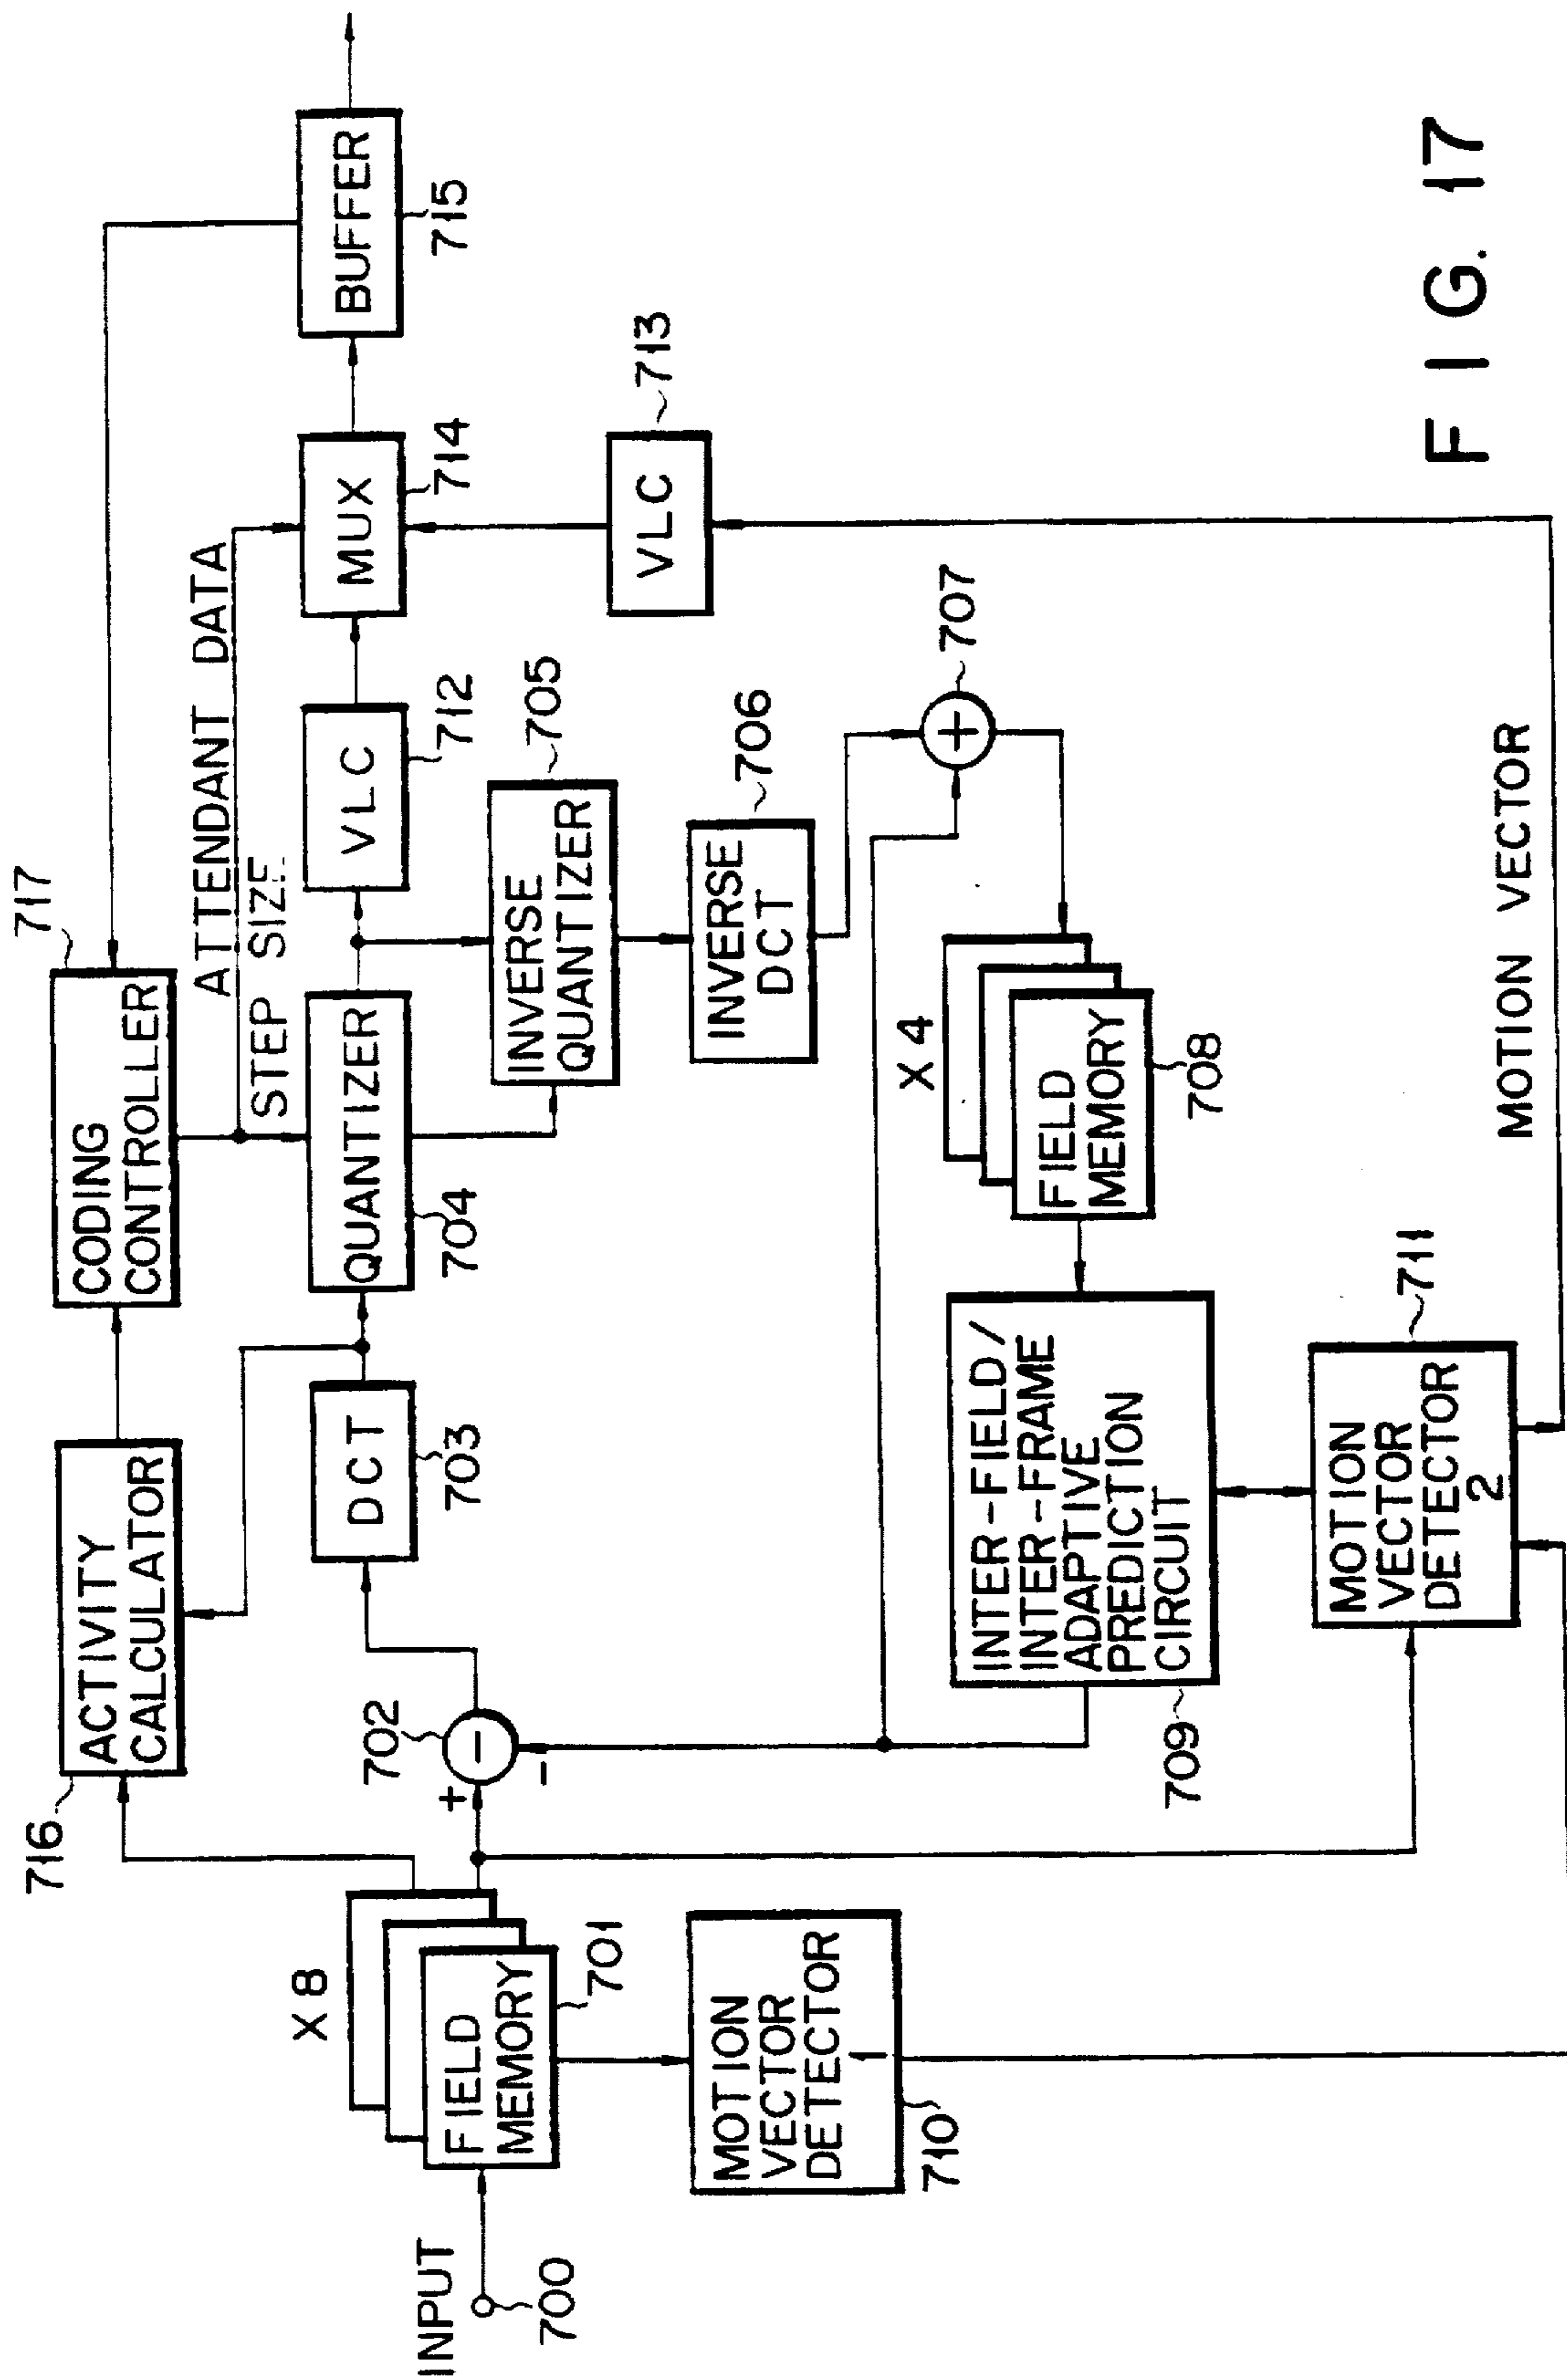 716
ACTIVITY
CALCULATOR
717
CODING
CONTROLLER
ATTENDANT DATA
STEP SIZE
INPUT
700
X 8
FIELD
MEMORY
701
702
+
-
-
DCT
703
QUANTIZER
704
VLC
712
MUX
714
BUFFER
715
INVERSE
QUANTIZER
705
INVERSE
DCT
706
VLC
713
+
707
X 4
FIELD
MEMORY
708
INTER-FIELD/
INTER-FRAME
ADAPTIVE
PREDICTION
CIRCUIT
709
MOTION
VECTOR
DETECTOR
1
710
MOTION
VECTOR
DETECTOR
2
711
MOTION VECTOR
FIG. 17